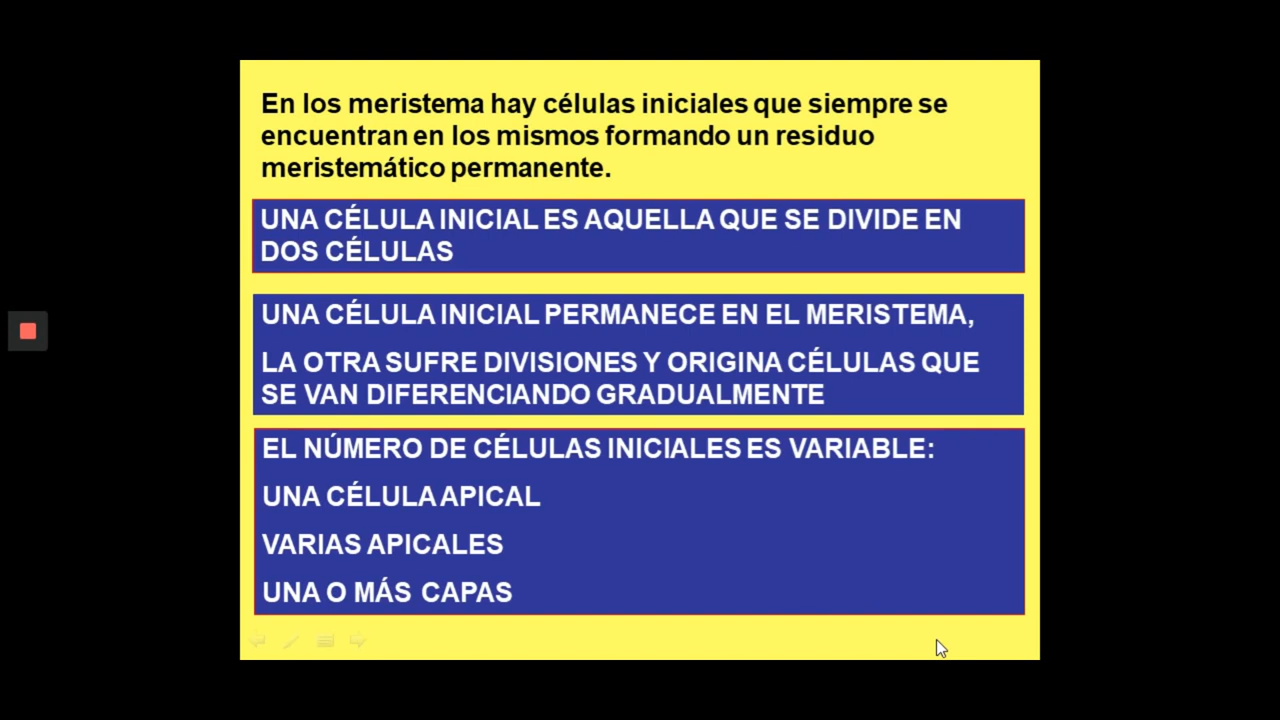 En los meristema hay células iniciales que siempre se
encuentran en los mismos formando un residuo
meristemático permanente.
UNA CÉLULA INICIAL ES AQUELLA QUE SE DIVIDE EN
DOS CÉLULAS
UNA CÉLULA INICIAL PERMANECE EN EL MERISTEMA,
LA OTRA SUFRE DIVISIONES Y ORIGINA CÉLULAS QUE
SE VAN DIFERENCIANDO GRADUALMENTE
EL NÚMERO DE CÉLULAS INICIALES ES VARIABLE:
UNA CÉLULA APICAL
VARIAS APICALES
UNA O MÁS CAPAS